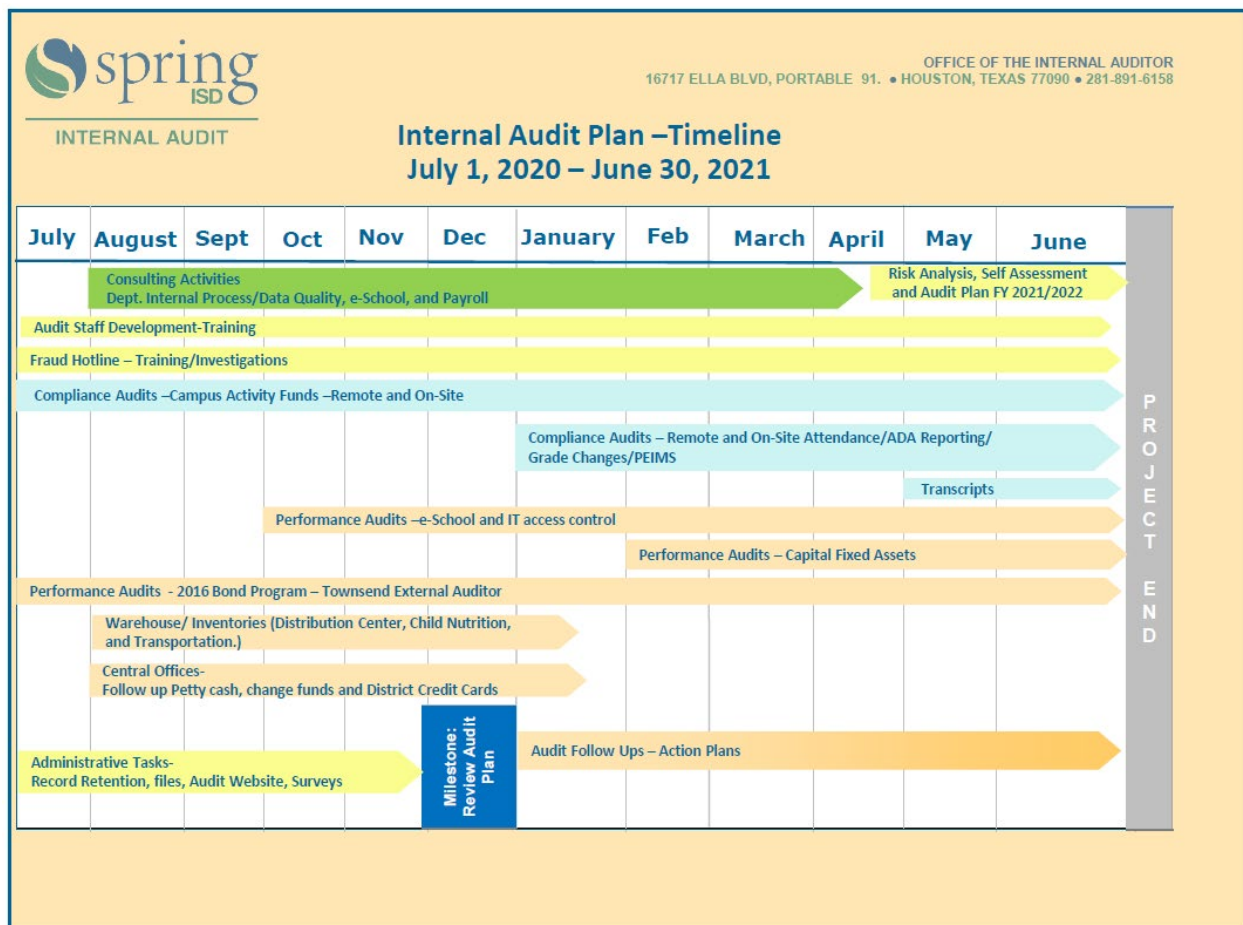 spring
ISD
INTERNAL AUDIT
OFFICE OF THE INTERNAL AUDITOR
16717 ELLA BLVD, PORTABLE 91. ● HOUSTON, TEXAS 77090 ● 281-891-6158
Internal Audit Plan –Timeline
July 1, 2020 – June 30, 2021
July August Sept Oct Nov Dec January Feb March April May June
Consulting Activities
Dept. Internal Process/Data Quality, e-School, and Payroll
Risk Analysis, Self Assessment
and Audit Plan FY 2021/2022
Audit Staff Development-Training
Fraud Hotline – Training/Investigations
Compliance Audits –Campus Activity Funds –Remote and On-Site
Compliance Audits – Remote and On-Site Attendance/ADA Reporting/
Grade Changes/PEIMS
Transcripts
Performance Audits –e-School and IT access control
Performance Audits – Capital Fixed Assets
Performance Audits - 2016 Bond Program – Townsend External Auditor
Warehouse/ Inventories (Distribution Center, Child Nutrition,
and Transportation.)
Central Offices-
Follow up Petty cash, change funds and District Credit Cards
Milestone:
Review Audit
Plan
Audit Follow Ups – Action Plans
Administrative Tasks-
Record Retention, files, Audit Website, Surveys
PROJECT END